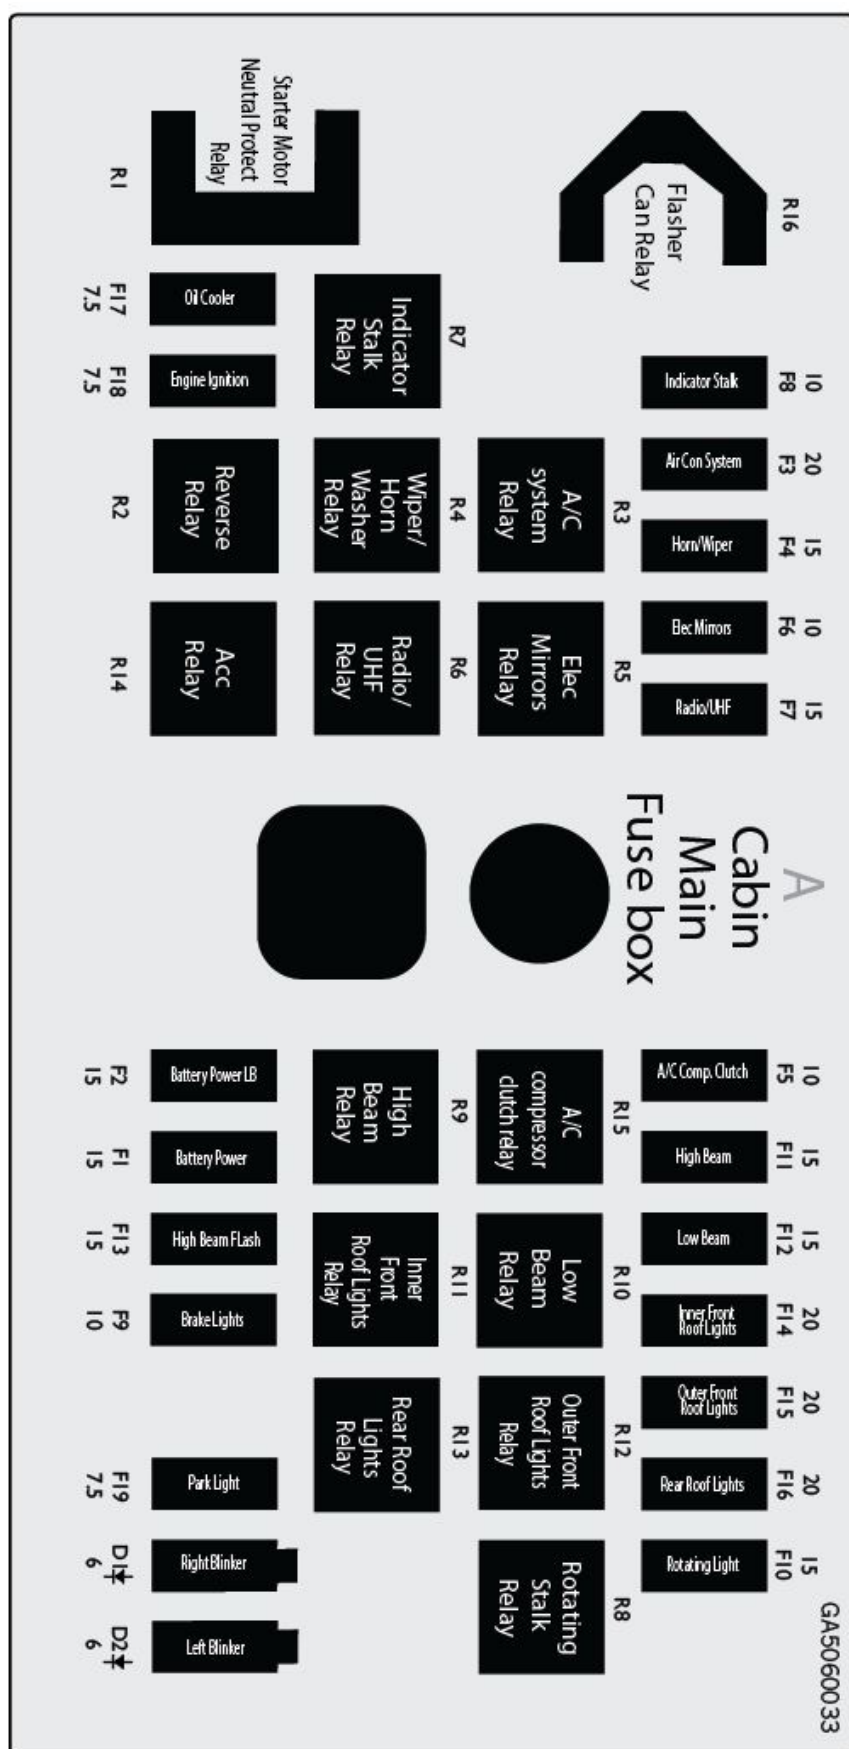 GA5060033
10
F8
Indicator Stalk
20
F3
Air Con System
15
F4
Horn/Wiper
10
F6
Elec Mirrors
15
F7
Radio/UHF
A
Cabin
Main
Fuse box
10
F5
A/C Comp. Clutch
15
F11
High Beam
15
F12
Low Beam
20
F14
Inner Front
Roof Lights
20
F15
Outer Front
Roof Lights
20
F16
Rear Roof Lights
15
F10
Rotating Light
R16
Flasher
Can Relay
R3
A/C
system
Relay
R5
Elec
Mirrors
Relay
R15
A/C
compressor
clutch relay
R10
Low
Beam
Relay
R12
Outer Front
Roof Lights
Relay
R8
Rotating
Stalk
Relay
R7
Indicator
Stalk
Relay
R4
Wiper/
Horn
Washer
Relay
R6
Radio/
UHF
Relay
R9
High
Beam
Relay
R11
Inner
Front
Roof Lights
Relay
R13
Rear Roof
Lights
Relay
Starter Motor
Neutral Protect
Relay
R1
Oil Cooler
F17
7.5
Engine Ignition
F18
7.5
Reverse
Relay
R2
Acc
Relay
R14
Battery Power LB
F2
15
Battery Power
F1
15
High Beam FLash
F13
15
Brake Lights
F9
10
Park Light
F19
7.5
Right Blinker
D1
6
Left Blinker
D2
6